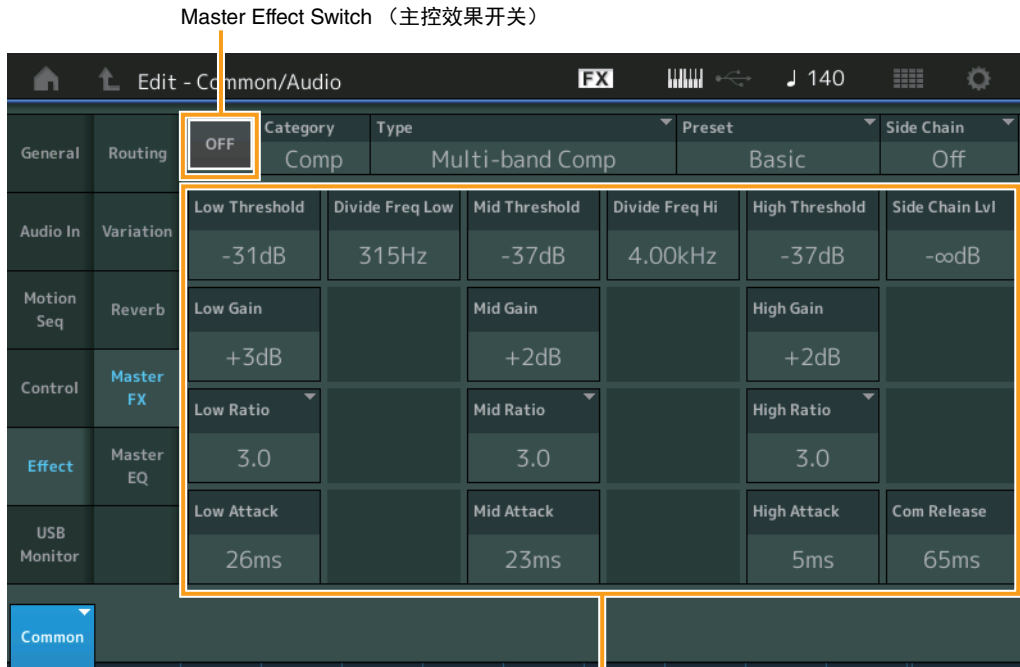 Master Effect Switch （主控效果开关）
Edit - Common/Audio FX 140
General Routing OFF Category Type Preset Side Chain
Comp Multi-band Comp Basic Off
Audio In Variation Low Threshold Divide Freq Low Mid Threshold Divide Freq Hi High Threshold Side Chain Lvl
-31dB 315Hz -37dB 4.00kHz -37dB -∞dB
Motion Seq Reverb Low Gain Mid Gain High Gain
+3dB +2dB +2dB
Control Master FX Low Ratio Mid Ratio High Ratio
3.0 3.0 3.0
Effect Master EQ
Low Attack Mid Attack High Attack Com Release
USB Monitor 26ms 23ms 5ms 65ms
Common